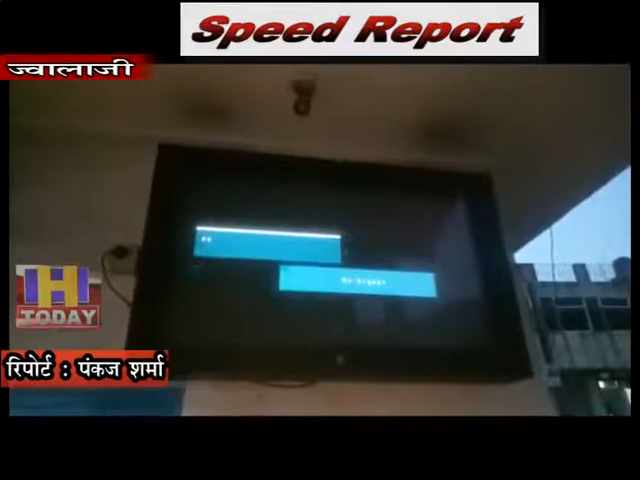 Speed Report
ज्वालाजी
H
TODAY
रिपोर्ट : पंकज शर्मा